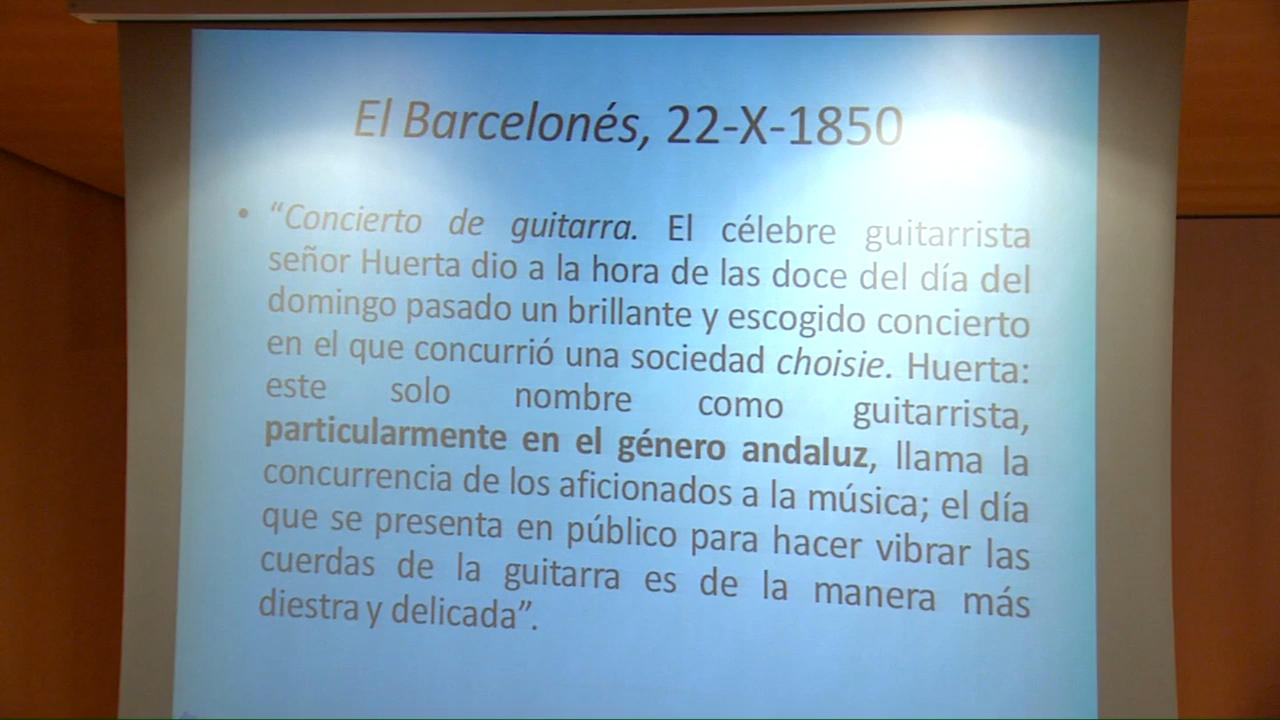 El Barcelonés, 22-X-1850
• “Concierto de guitarra. El célebre guitarrista
señor Huerta dio a la hora de las doce del día del
domingo pasado un brillante y escogido concierto
en el que concurrió una sociedad choisie. Huerta:
este solo nombre como guitarrista,
particularmente en el género andaluz, llama la
concurrencia de los aficionados a la música; el día
que se presenta en público para hacer vibrar las
cuerdas de la guitarra es de la manera más
diestra y delicada”.